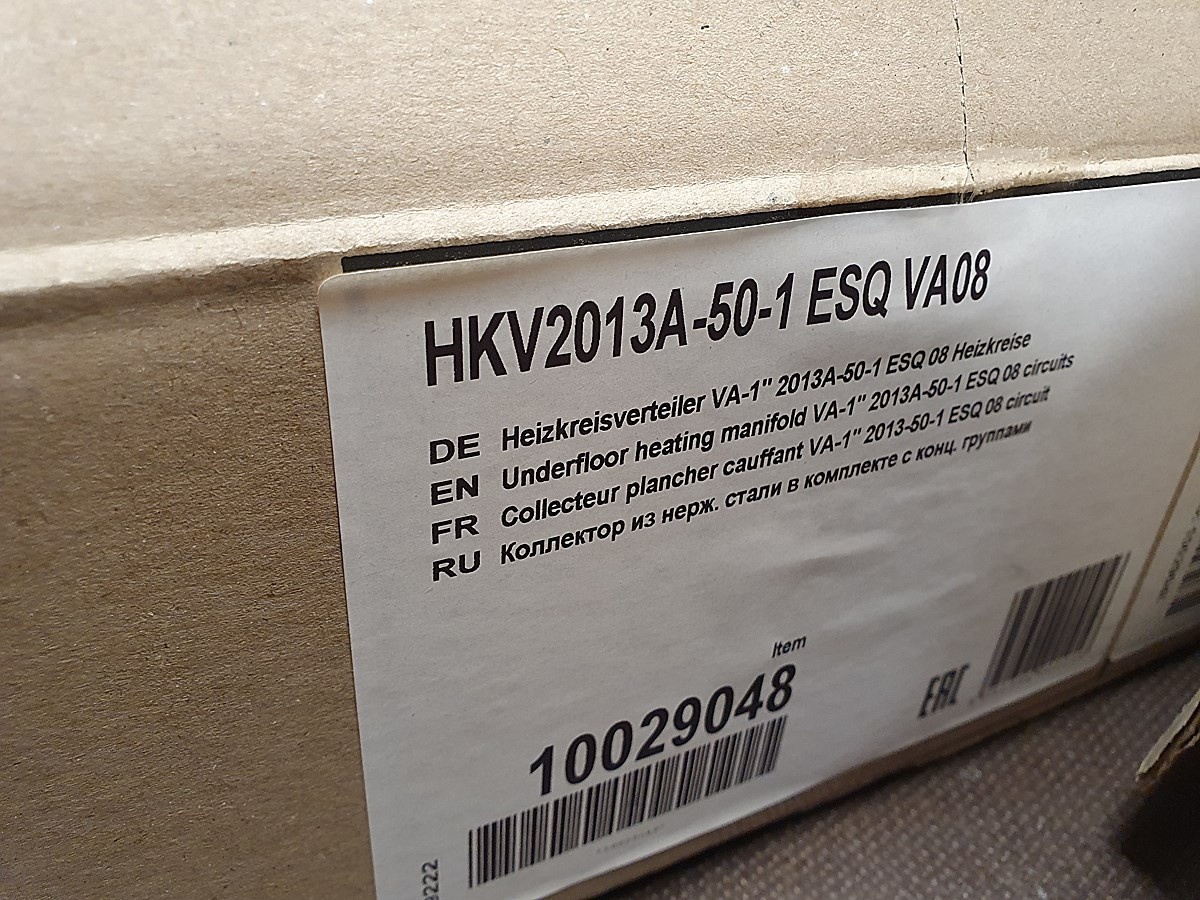 HKV2013A-50-1 ESQ VA08
DE Heizkreisverteiler VA-1" 2013A-50-1 ESQ 08 Heizkreise
EN Underfloor heating manifold VA-1" 2013A-50-1 ESQ 08 circuits
FR Collecteur plancher cauffant VA-1" 2013-50-1 ESQ 08 circuit
RU Коллектор из нерж. стали в комплекте с конц. группами
Item
10029048
EAC